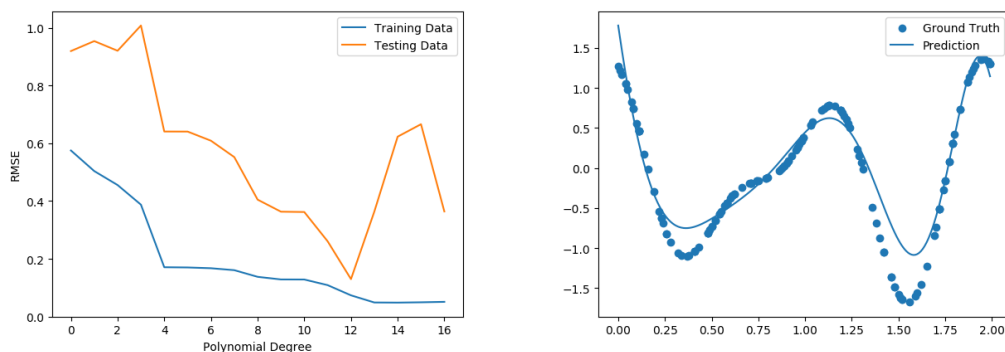 Training Data
Testing Data
RMSE
1.0
0.8
0.6
0.4
0.2
0.0
0 2 4 6 8 10 12 14 16
Polynomial Degree
Ground Truth
Prediction
1.5
1.0
0.5
0.0
−0.5
−1.0
−1.5
0.00 0.25 0.50 0.75 1.00 1.25 1.50 1.75 2.00